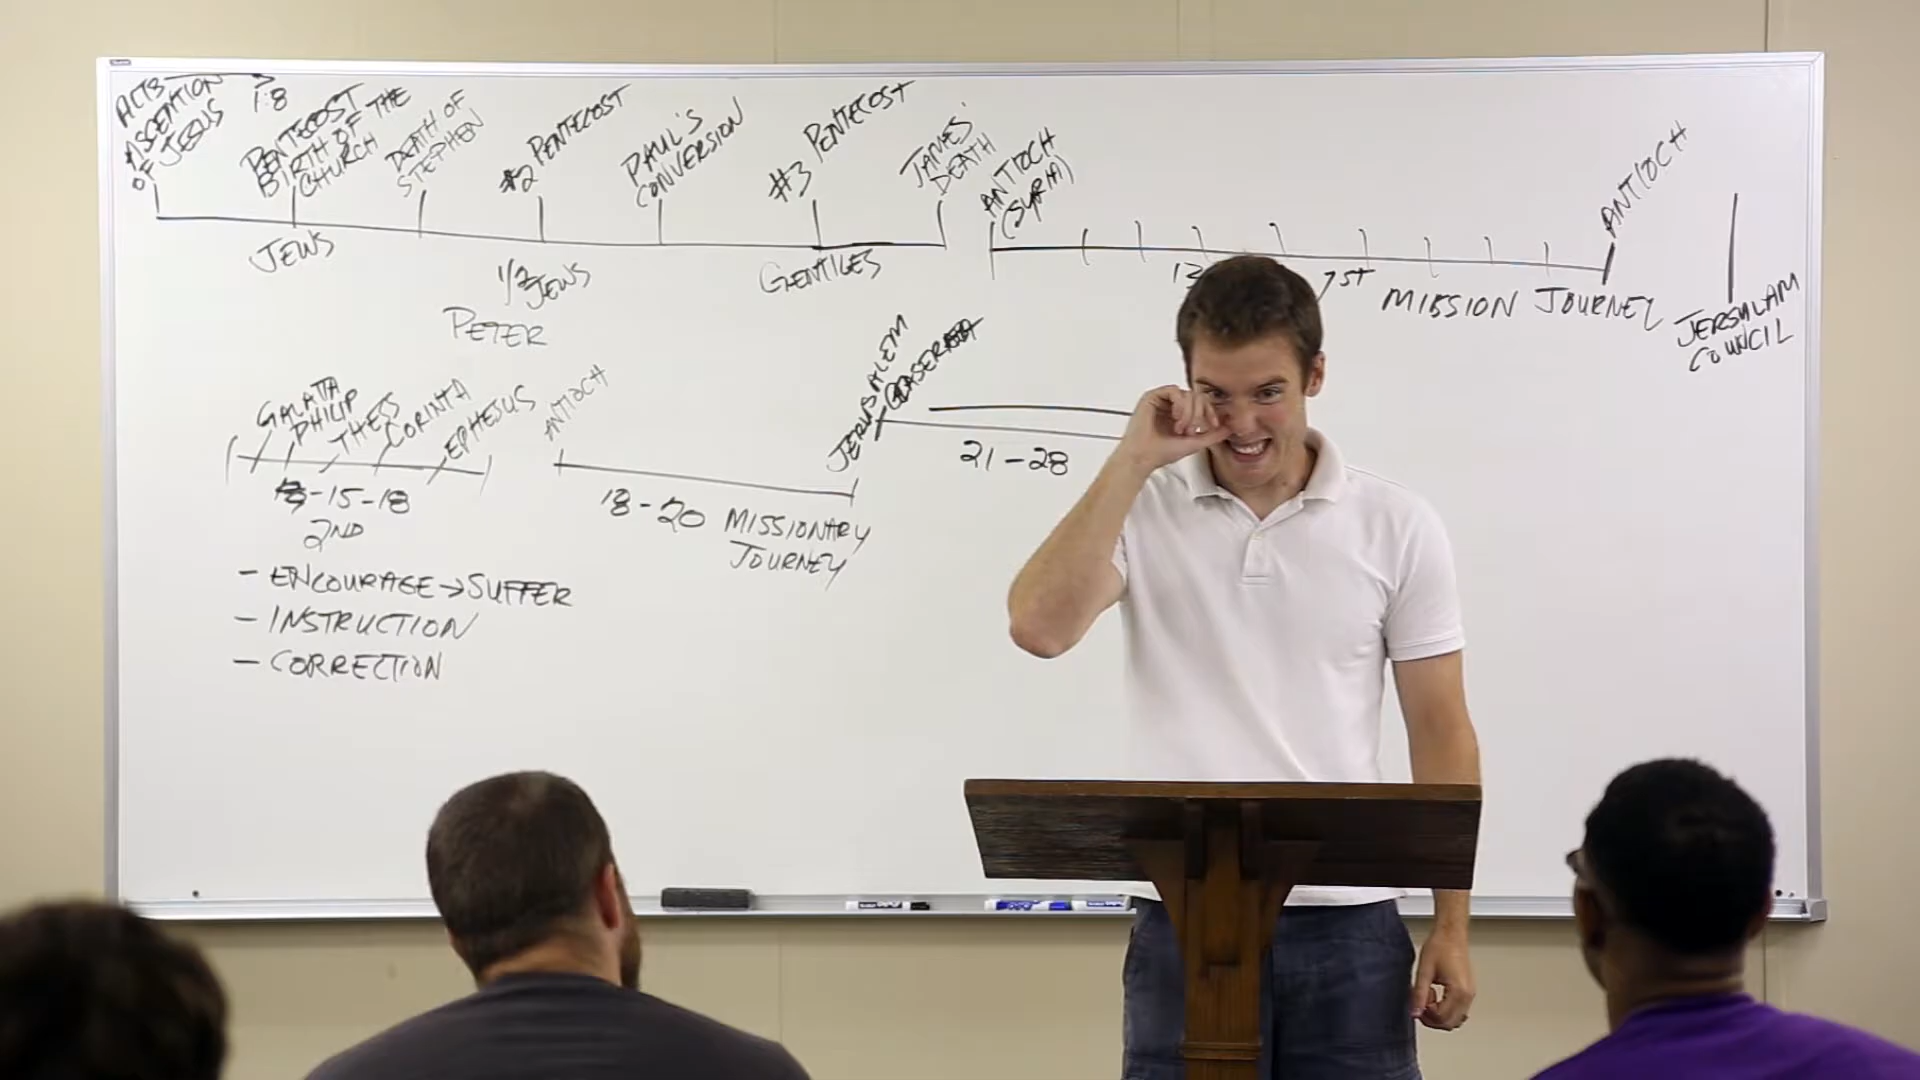 ACTS
1:8
ASCENTION
OF JESUS
PENTECOST
BIRTH OF THE
CHURCH
DEATH OF
STEPHEN
#2 PENTECOST
PAUL'S
CONVERSION
#3 PENTECOST
JAMES'
DEATH
ANTIOCH
(SYRIA)
ANTIOCH
JEWS
1/2 JEWS
GENTILES
1ST MISSION JOURNEY
JERSULAM
COUNCIL
PETER
GALATIA
PHILIP
THESS
CORINTH
EPHESUS
ANTIOCH
JERUSALEM
-15-18
2ND
18-20 MISSIONARY
JOURNEY
21-28
- ENCOURAGE → SUFFER
- INSTRUCTION
- CORRECTION